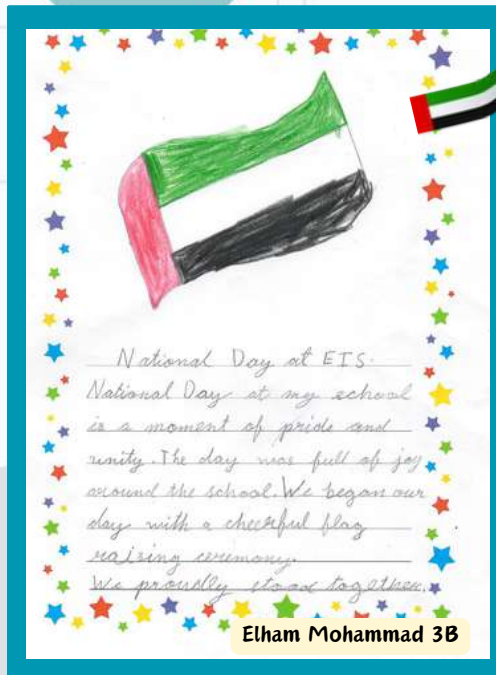 National Day at EIS.
National Day at my school
is a moment of pride and
unity. The day was full of joy
around the school. We began our
day with a cheerful flag
raising ceremony.
We proudly stood together.
Elham Mohammad 3B